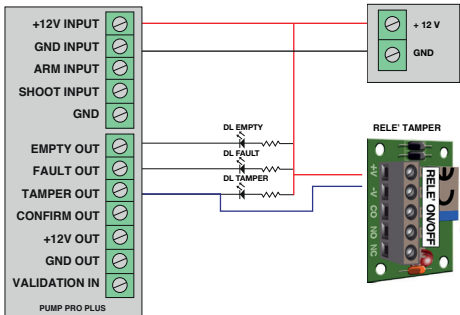 +12V INPUT
GND INPUT
ARM INPUT
SHOOT INPUT
GND
EMPTY OUT
FAULT OUT
TAMPER OUT
CONFIRM OUT
+12V OUT
GND OUT
VALIDATION IN
PUMP PRO PLUS
DL EMPTY
DL FAULT
DL TAMPER
+ 12 V
GND
RELE' TAMPER
+V
-V
CO
NO
NC
RELE' ON/OFF